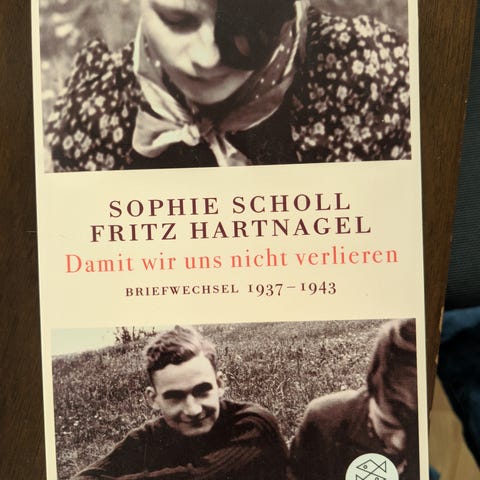 SOPHIE SCHOLL
FRITZ HARTNAGEL
Damit wir uns nicht verlieren
BRIEFWECHSEL 1937–1943